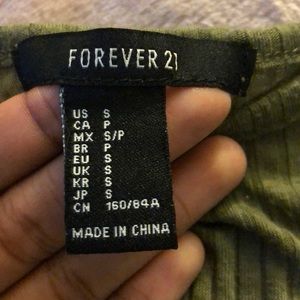 FOREVER 21
US S
CA P
MX S/P
BR P
EU S
UK S
KR S
JP S
CN 160/84A
MADE IN CHINA